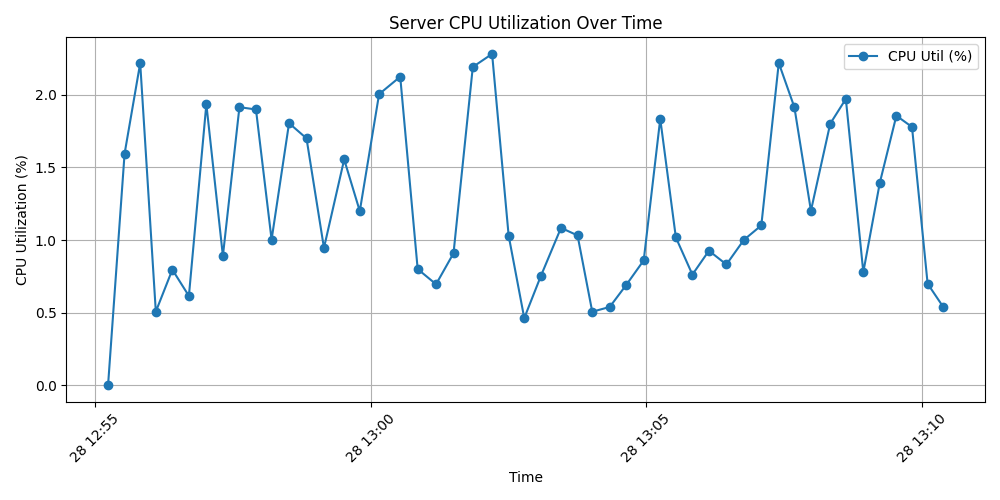 Server CPU Utilization Over Time
CPU Util (%)
CPU Utilization (%)
2.0
1.5
1.0
0.5
0.0
28 12:55
28 13:00
28 13:05
28 13:10
Time